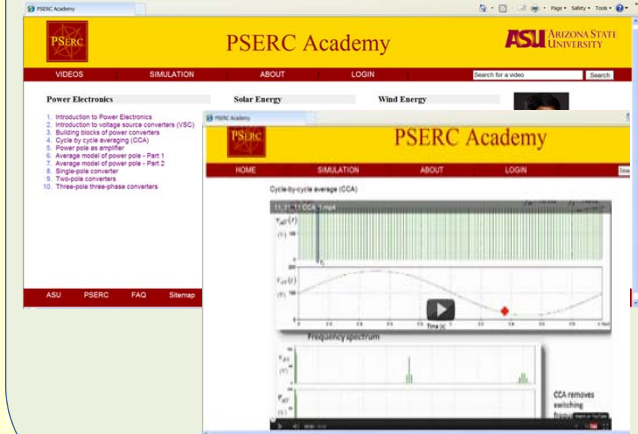 PSERC Academy
Page Safety Tools
PSERC
PSERC Academy
ASU ARIZONA STATE
UNIVERSITY
VIDEOS SIMULATION ABOUT LOGIN Search for a video Search
Power Electronics Solar Energy Wind Energy
1. Introduction to Power Electronics
2. Introduction to voltage source converters (VSC)
3. Building blocks of power converters
4. Cycle by cycle averaging (CCA)
5. Power pole as amplifier
6. Average model of power pole - Part 1
7. Average model of power pole - Part 2
8. Single-pole converter
9. Two-pole converters
10. Three-pole three-phase converters
ASU PSERC FAQ Sitemap
PSERC Academy
PSERC
PSERC Academy
HOME SIMULATION ABOUT LOGIN
Cycle-by-cycle average (CCA)
Time [s]
Frequency spectrum
CCA removes
switching